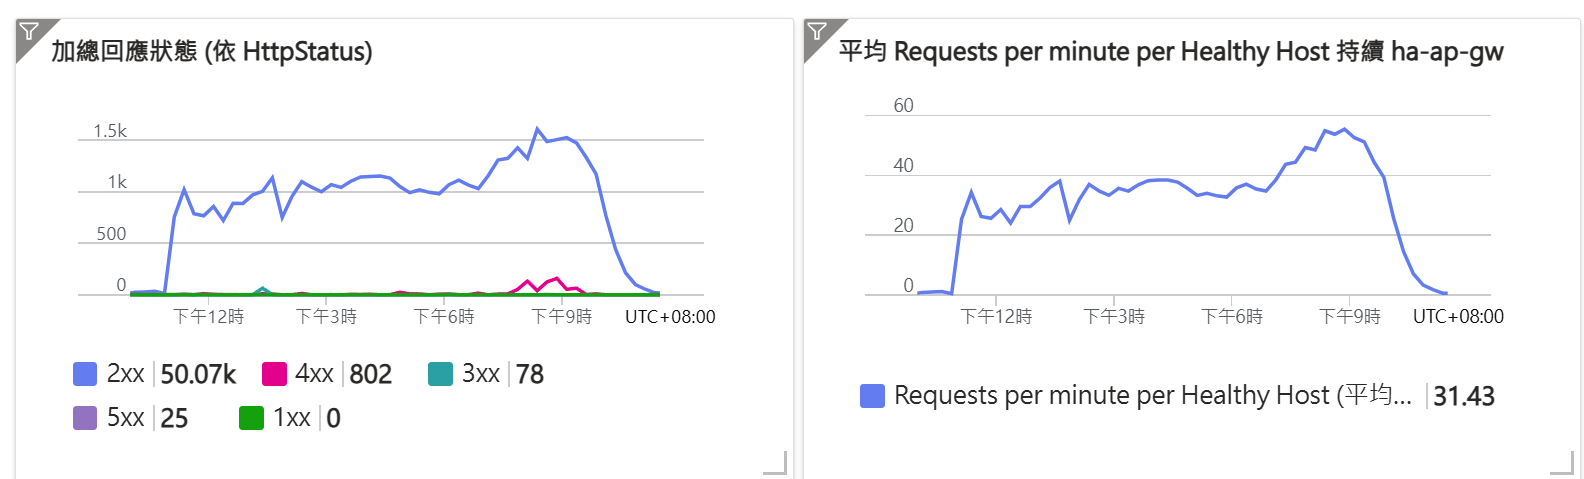 加總回應狀態 (依 HttpStatus)
1.5k
1k
500
0
下午12時 下午3時 下午6時 下午9時 UTC+08:00
2xx 50.07k 4xx 802 3xx 78
5xx 25 1xx 0
平均 Requests per minute per Healthy Host 持續 ha-ap-gw
60
40
20
0
下午12時 下午3時 下午6時 下午9時 UTC+08:00
Requests per minute per Healthy Host (平均... 31.43